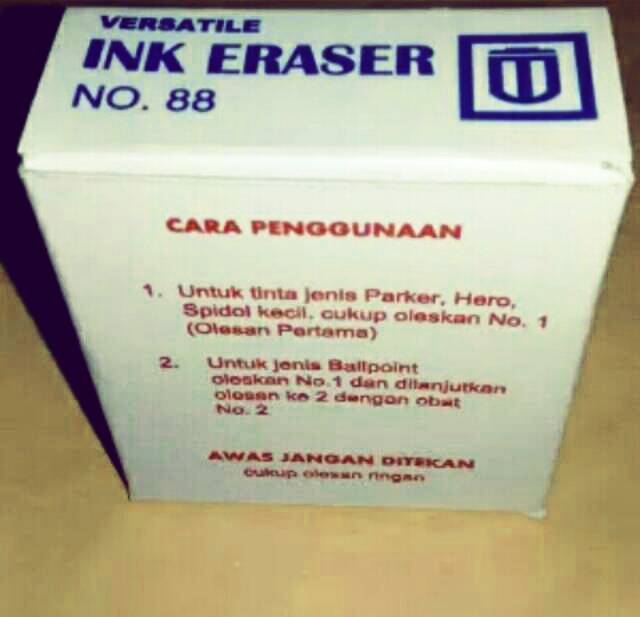 VERSATILE
INK ERASER
NO. 88
CARA PENGGUNAAN
1. Untuk tinta jenis Parker, Hero,
Spidol kecil, cukup oleskan No. 1
(Olesan Pertama)
2. Untuk jenis Ballpoint
oleskan No.1 dan dilanjutkan
olesan ke 2 dengan obat
No. 2
AWAS JANGAN DITEKAN
cukup olesan ringan